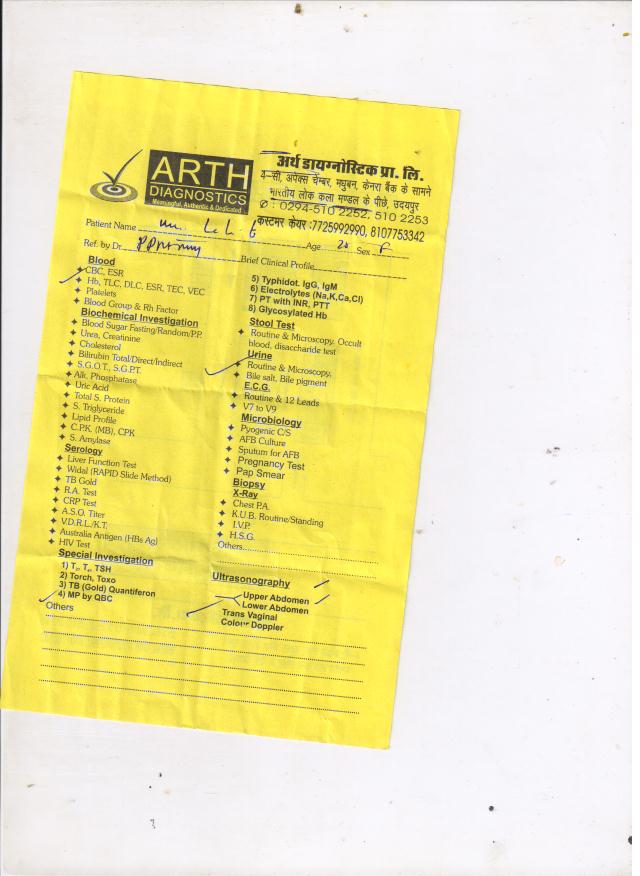 ARTH
DIAGNOSTICS
Meaningful, Authentic & Dedicated
अर्थ डायग्नोस्टिक प्रा. लि.
4-सी, अपेक्स चेम्बर, मधुबन, केनरा बैंक के सामने
भारतीय लोक कला मण्डल के पीछे, उदयपुर
✆ : 0294-510 2252, 510 2253
कस्टमर केयर :7725992990, 8107753342
Patient Name
Age 20 Sex F
Ref. by Dr.
Brief Clinical Profile
Blood
✦ CBC, ESR
✦ Hb, TLC, DLC, ESR, TEC, VEC
✦ Platelets
✦ Blood Group & Rh Factor
Biochemical Investigation
✦ Blood Sugar Fasting/Random/P.P.
✦ Urea, Creatinine
✦ Cholesterol
✦ Bilirubin Total/Direct/Indirect
✦ S.G.O.T., S.G.P.T.
✦ Alk. Phosphatase
✦ Uric Acid
✦ Total S. Protein
✦ S. Triglyceride
✦ Lipid Profile
✦ C.P.K. (MB), CPK
✦ S. Amylase
Serology
✦ Liver Function Test
✦ Widal (RAPID Slide Method)
✦ TB Gold
✦ R.A. Test
✦ CRP Test
✦ A.S.O. Titer
✦ V.D.R.L./K.T.
✦ Australia Antigen (HBs Ag)
✦ HIV Test
Special Investigation
1) T₃, T₄, TSH
2) Torch, Toxo
3) TB (Gold) Quantiferon
4) MP by QBC
Others
5) Typhidot. IgG, IgM
6) Electrolytes (Na,K,Ca,Cl)
7) PT with INR, PTT
8) Glycosylated Hb
Stool Test
✦ Routine & Microscopy, Occult
blood, disaccharide test
Urine
✦ Routine & Microscopy,
✦ Bile salt, Bile pigment
E.C.G.
✦ Routine & 12 Leads
✦ V7 to V9
Microbiology
✦ Pyogenic C/S
✦ AFB Culture
✦ Sputum for AFB
✦ Pregnancy Test
✦ Pap Smear
Biopsy
X-Ray
✦ Chest P.A.
✦ K.U.B. Routine/Standing
✦ I.V.P.
✦ H.S.G.
Others
Ultrasonography
Upper Abdomen
Lower Abdomen
Trans Vaginal
Colour Doppler